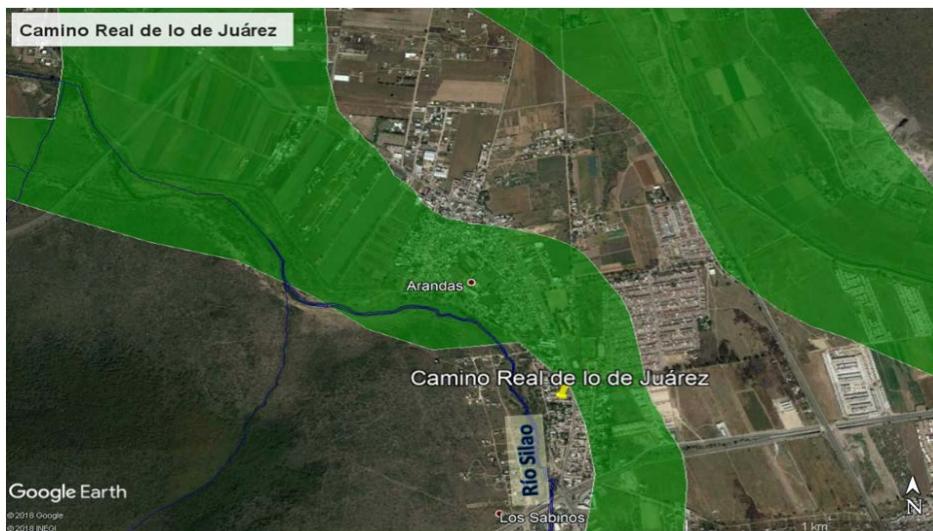 Camino Real de lo de Juárez
Arandas
Camino Real de lo de Juárez
Río Silao
Los Sabinos
Google Earth
© 2018 Google
© 2018 INEGI
1 km
N